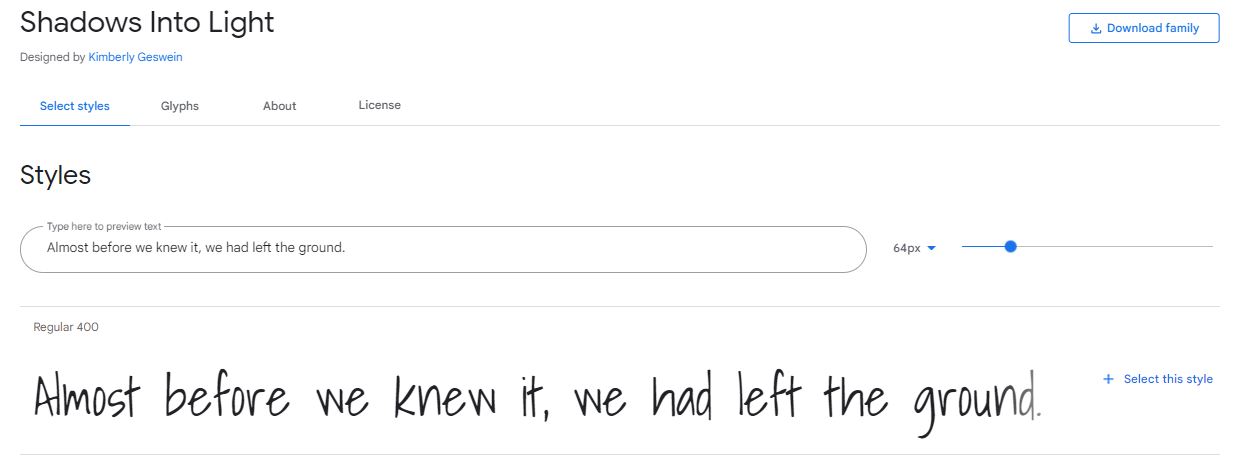 Shadows Into Light
Download family
Designed by Kimberly Geswein
Select styles
Glyphs
About
License
Styles
Type here to preview text
Almost before we knew it, we had left the ground.
64px
Regular 400
Almost before we knew it, we had left the ground.
+ Select this style